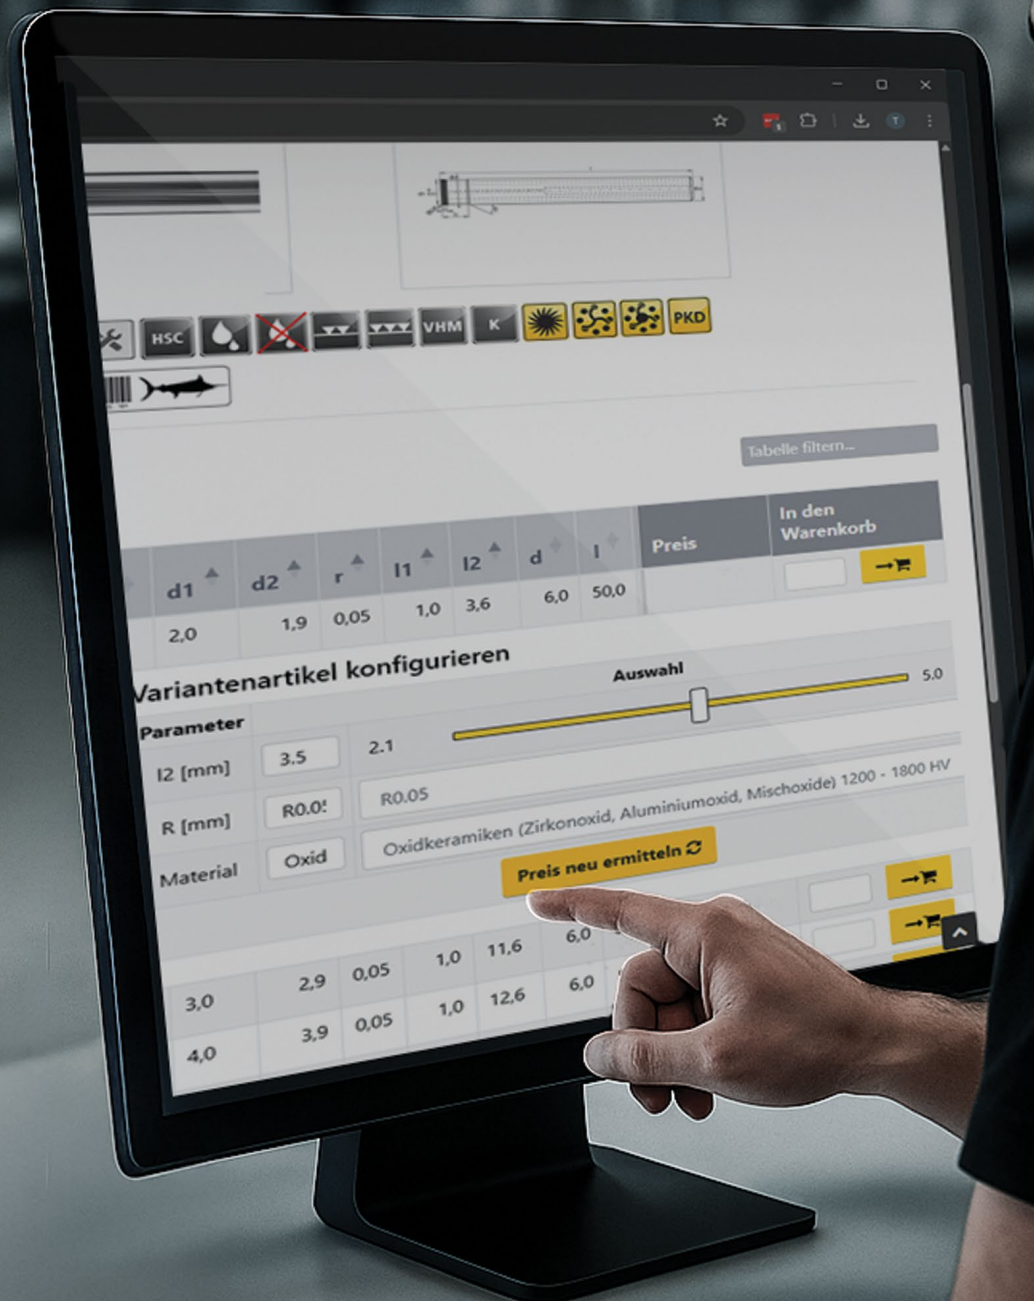 T
HSC
VHM
K
PKD
Tabelle filtern...
d1 d2 r l1 l2 d l Preis In den Warenkorb
2,0 1,9 0,05 1,0 3,6 6,0 50,0
Variantenartikel konfigurieren
Parameter Auswahl
l2 [mm] 3.5 2.1 5.0
R [mm] R0.0! R0.05
Material Oxid Oxidkeramiken (Zirkonoxid, Aluminiumoxid, Mischoxide) 1200 - 1800 HV
Preis neu ermitteln
3,0 2,9 0,05 1,0 11,6 6,0
4,0 3,9 0,05 1,0 12,6 6,0